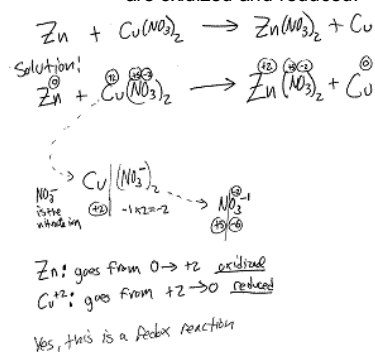 are oxidized and reduced.
Zn + Cu(NO₃)₂ → Zn(NO₃)₂ + Cu
Solution:
0 +2 +5 -2 +2 +5 -2 0
Zn + Cu(NO₃)₂ → Zn(NO₃)₂ + Cu
Cu | (NO₃⁻)₂
+2 -1x2=-2
NO₃⁻
is the
nitrate ion
-2
NO₃⁻¹
+5 -6
Zn: goes from 0 → +2 oxidized
Cu⁺²: goes from +2 → 0 reduced
Yes, this is a redox reaction